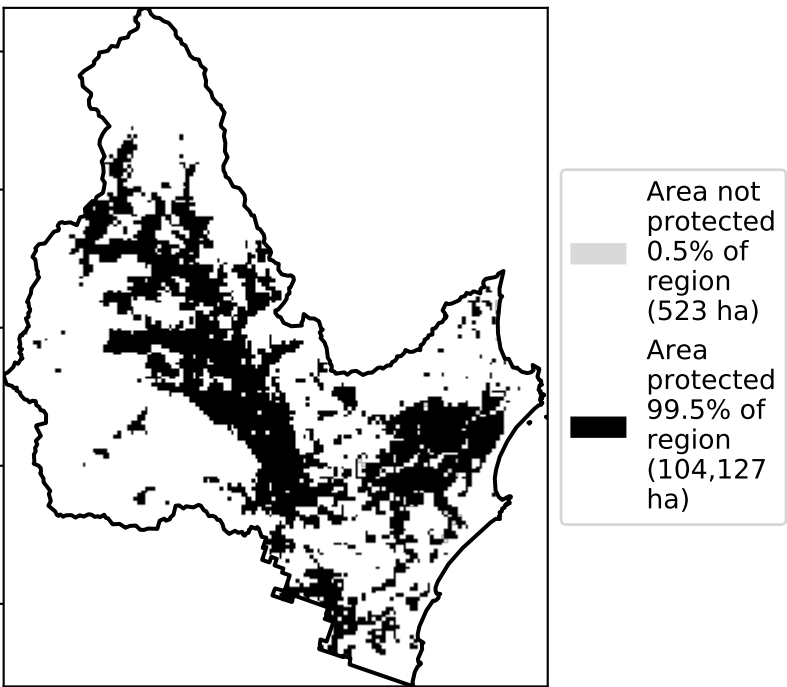 Area not
protected
0.5% of
region
(523 ha)
Area
protected
99.5% of
region
(104,127
ha)